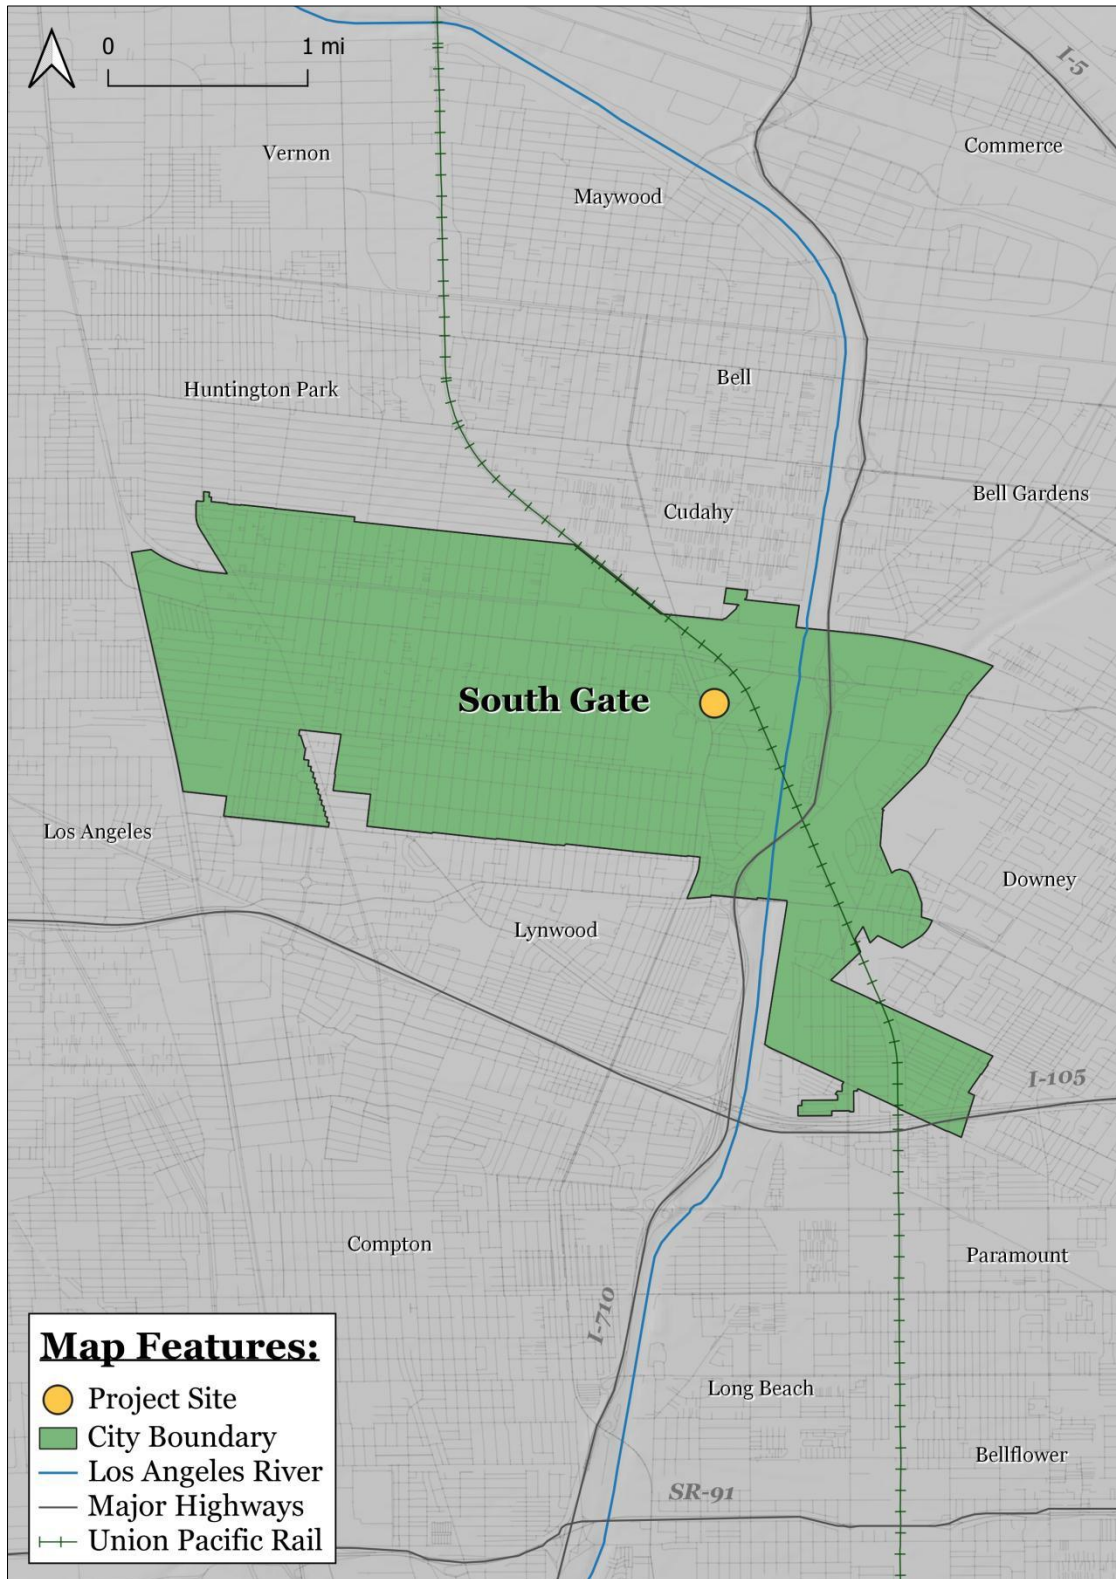 0 1 mi
I-5
Commerce
Vernon
Maywood
Bell
Huntington Park
Bell Gardens
Cudahy
South Gate
Los Angeles
Downey
Lynwood
I-105
Compton
Paramount
I-710
Long Beach
Bellflower
SR-91
Map Features:
Project Site
City Boundary
Los Angeles River
Major Highways
Union Pacific Rail